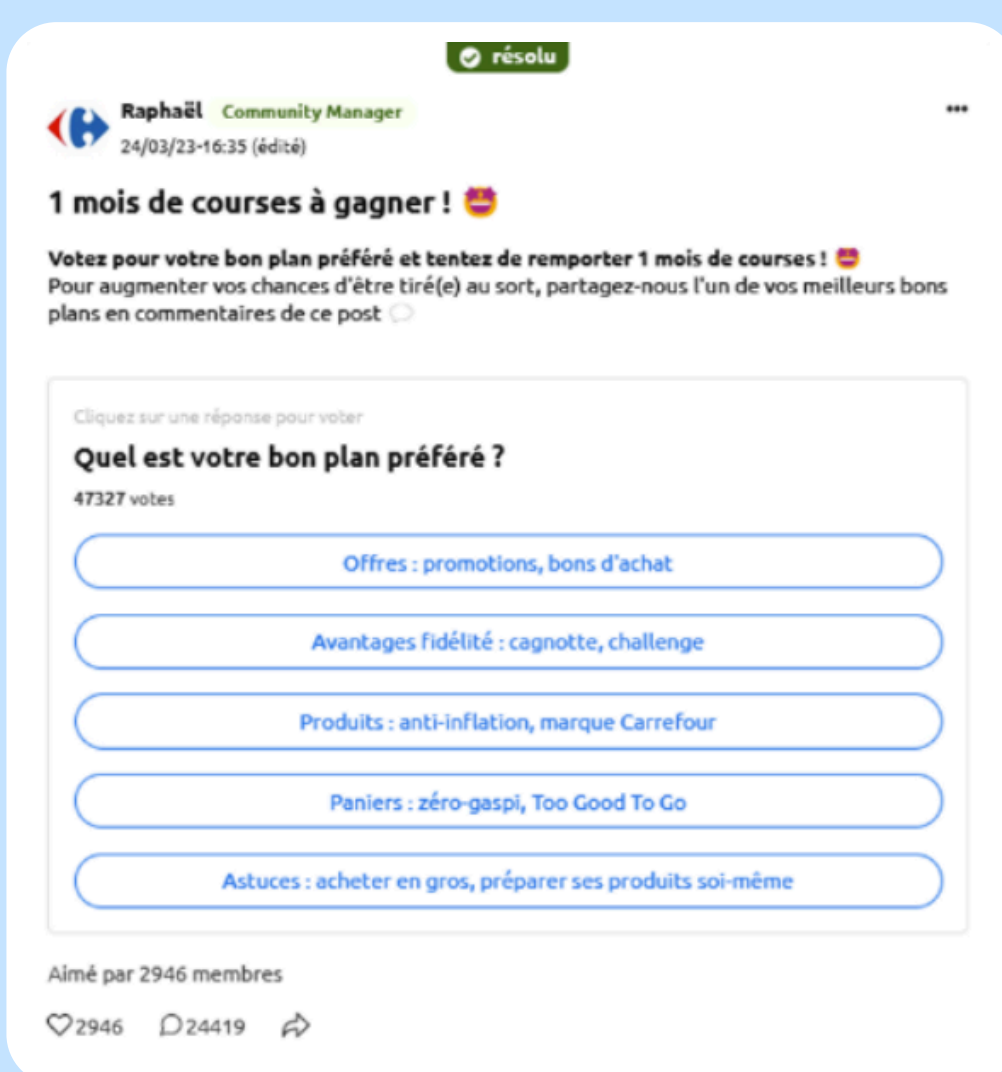 résolu
Raphaël Community Manager
24/03/23-16:35 (édité)
1 mois de courses à gagner ! 🤩
Votez pour votre bon plan préféré et tentez de remporter 1 mois de courses ! 🤩
Pour augmenter vos chances d'être tiré(e) au sort, partagez-nous l'un de vos meilleurs bons
plans en commentaires de ce post 💬
Cliquez sur une réponse pour voter
Quel est votre bon plan préféré ?
47327 votes
Offres : promotions, bons d'achat
Avantages fidélité : cagnotte, challenge
Produits : anti-inflation, marque Carrefour
Paniers : zéro-gaspi, Too Good To Go
Astuces : acheter en gros, préparer ses produits soi-même
Aimé par 2946 membres
2946 24419